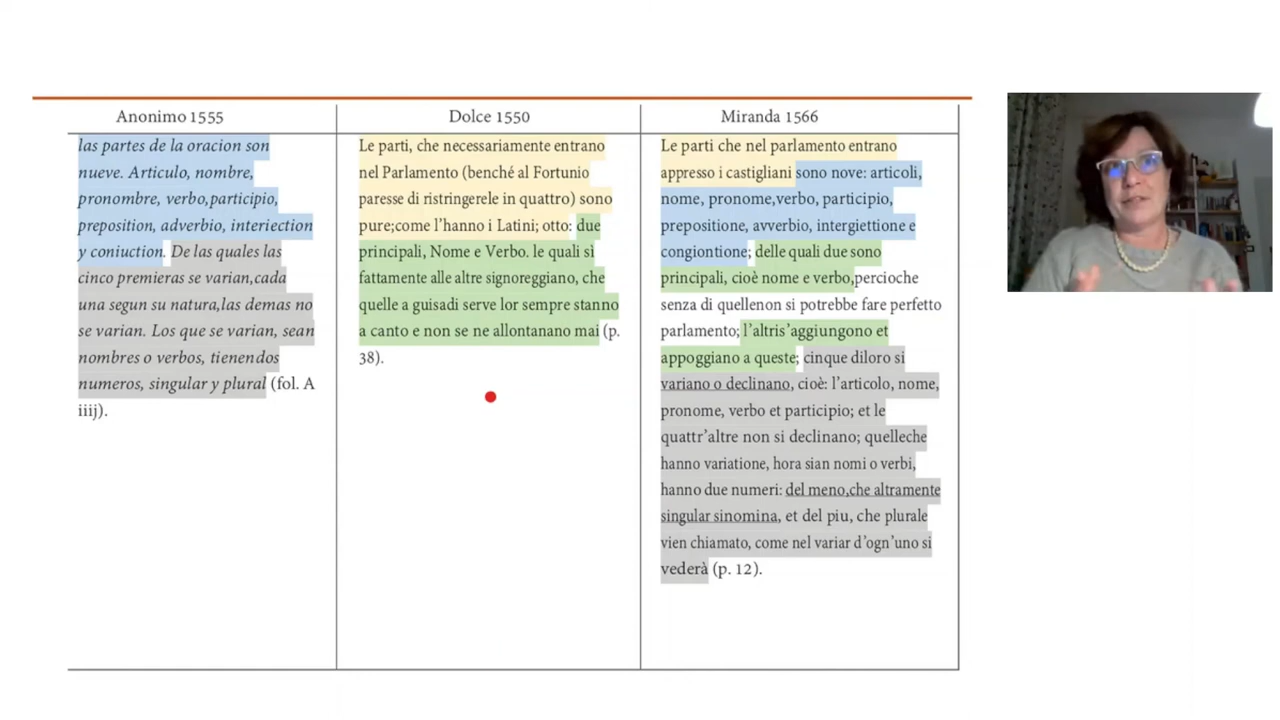 Anonimo 1555
las partes de la oracion son
nueve. Articulo, nombre,
pronombre, verbo,participio,
preposition, adverbio, interiection
y coniuction. De las quales las
cinco premieras se varian,cada
una segun su natura,las demas no
se varian. Los que se varian, sean
nombres o verbos, tienendos
numeros, singular y plural (fol. A
iiij).
Dolce 1550
Le parti, che necessariamente entrano
nel Parlamento (benché al Fortunio
paresse di ristringerele in quattro) sono
pure;come l’hanno i Latini; otto: due
principali, Nome e Verbo. le quali si
fattamente alle altre signoreggiano, che
quelle a guisadi serve lor sempre stanno
a canto e non se ne allontanano mai (p.
38).
Miranda 1566
Le parti che nel parlamento entrano
appresso i castigliani sono nove: articoli,
nome, pronome,verbo, participio,
prepositione, avverbio, intergiettione e
congiontione; delle quali due sono
principali, cioè nome e verbo,percioche
senza di quellenon si potrebbe fare perfetto
parlamento; l’altris’aggiungono et
appoggiano a queste; cinque diloro si
variano o declinano, cioè: l’articolo, nome,
pronome, verbo et participio; et le
quattr’altre non si declinano; quelleche
hanno variatione, hora sian nomi o verbi,
hanno due numeri: del meno,che altramente
singular sinomina, et del piu, che plurale
vien chiamato, come nel variar d’ogn’uno si
vederà (p. 12).